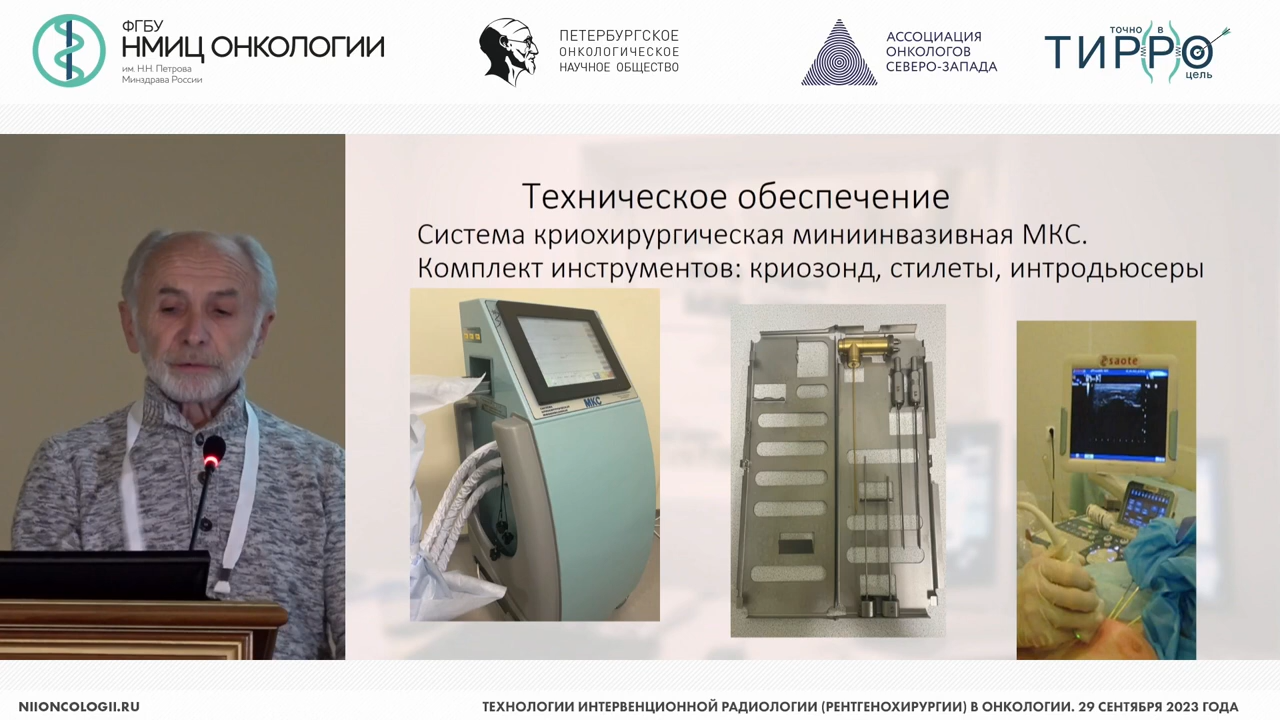 ФГБУ
НМИЦ ОНКОЛОГИИ
им. Н.Н. Петрова
Минздрава России
ПЕТЕРБУРГСКОЕ
ОНКОЛОГИЧЕСКОЕ
НАУЧНОЕ ОБЩЕСТВО
АССОЦИАЦИЯ
ОНКОЛОГОВ
СЕВЕРО-ЗАПАДА
ТОЧНО В
ТИРРО
цель
Техническое обеспечение
Система криохирургическая миниинвазивная МКС.
Комплект инструментов: криозонд, стилеты, интродьюсеры
МКС
esaote
NIIONCOLOGII.RU
ТЕХНОЛОГИИ ИНТЕРВЕНЦИОННОЙ РАДИОЛОГИИ (РЕНТГЕНОХИРУРГИИ) В ОНКОЛОГИИ. 29 СЕНТЯБРЯ 2023 ГОДА